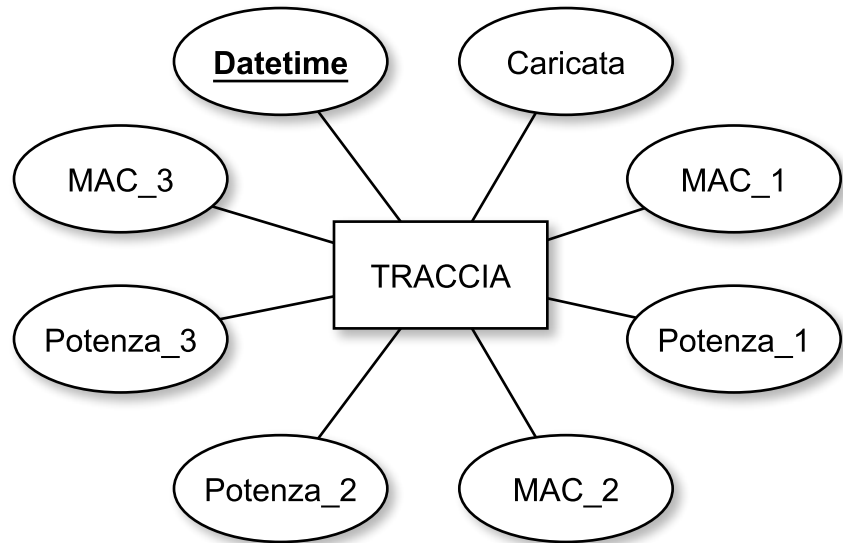 Datetime
Caricata
MAC_3
MAC_1
TRACCIA
Potenza_3
Potenza_1
Potenza_2
MAC_2